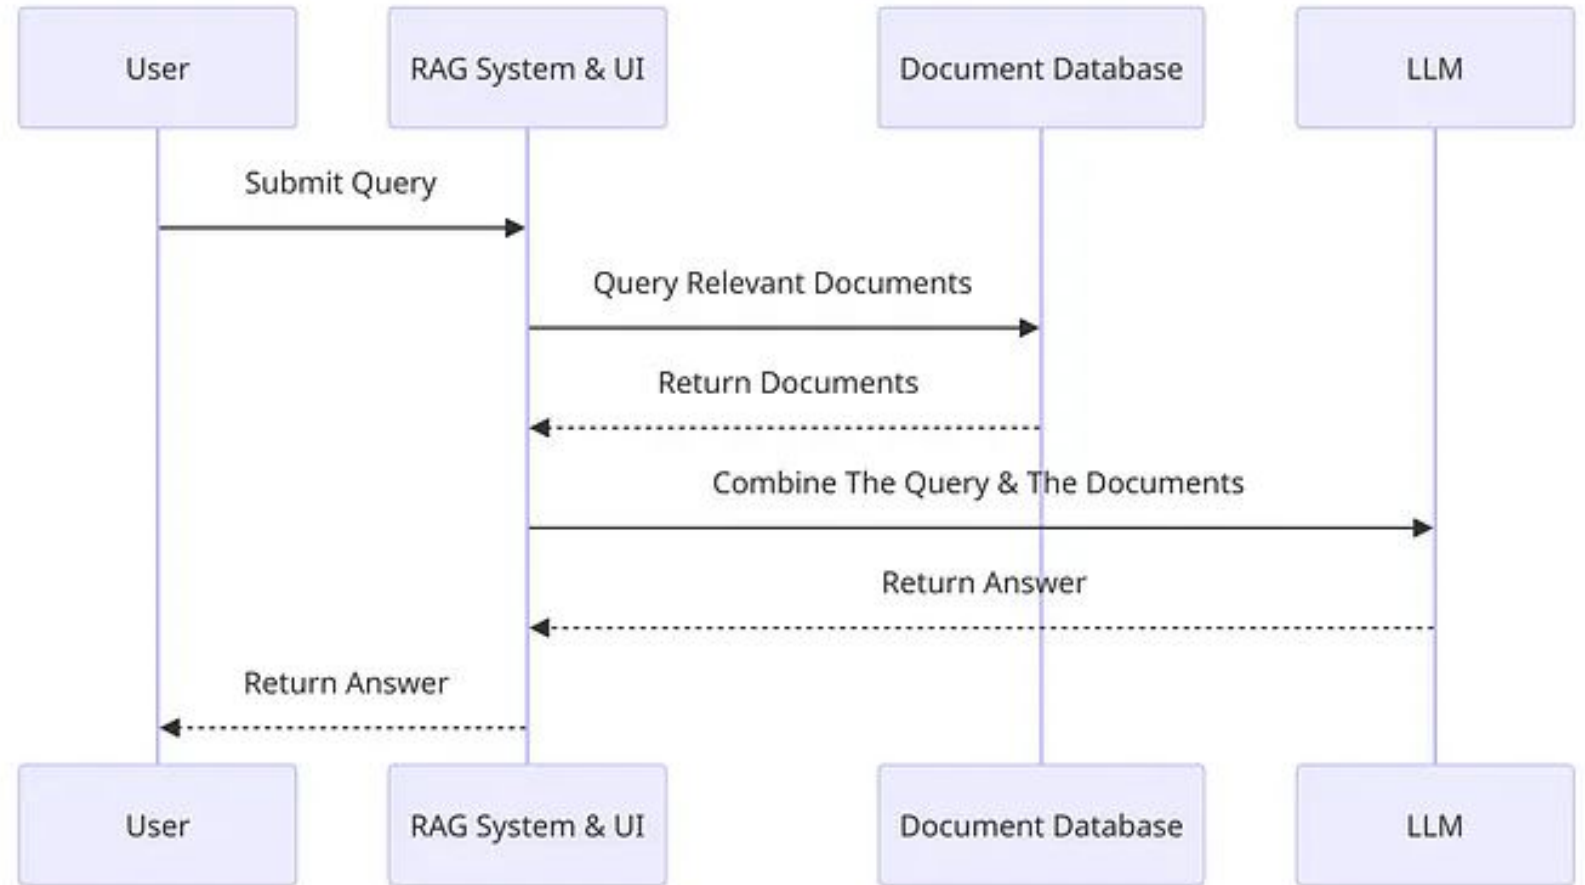 User
RAG System & UI
Document Database
LLM
Submit Query
Query Relevant Documents
Return Documents
Combine The Query & The Documents
Return Answer
Return Answer
User
RAG System & UI
Document Database
LLM